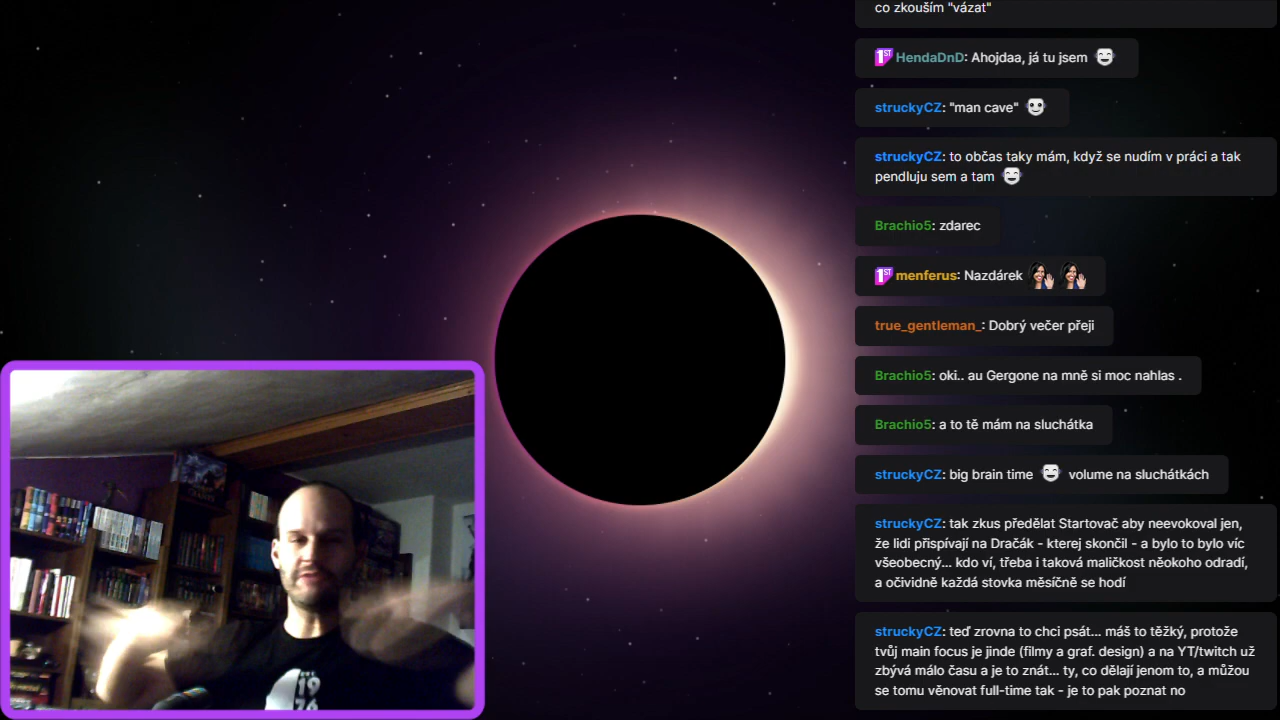 co zkouším "vázat"
HendaDnD: Ahojdaa, já tu jsem
struckyCZ: "man cave"
struckyCZ: to občas taky mám, když se nudím v práci a tak
pendluju sem a tam
Brachio5: zdarec
menferus: Nazdárek
true_gentleman_: Dobrý večer přeji
Brachio5: oki.. au Gergone na mně si moc nahlas .
Brachio5: a to tě mám na sluchátka
struckyCZ: big brain time volume na sluchátkách
struckyCZ: tak zkus předělat Startovač aby neevokoval jen,
že lidi přispívají na Dračák - kterej skončil - a bylo to bylo víc
všeobecný... kdo ví, třeba i taková maličkost někoho odradí,
a očividně každá stovka měsíčně se hodí
struckyCZ: teď zrovna to chci psát... máš to těžký, protože
tvůj main focus je jinde (filmy a graf. design) a na YT/twitch už
zbývá málo času a je to znát... ty, co dělají jenom to, a můžou
se tomu věnovat full-time tak - je to pak poznat no